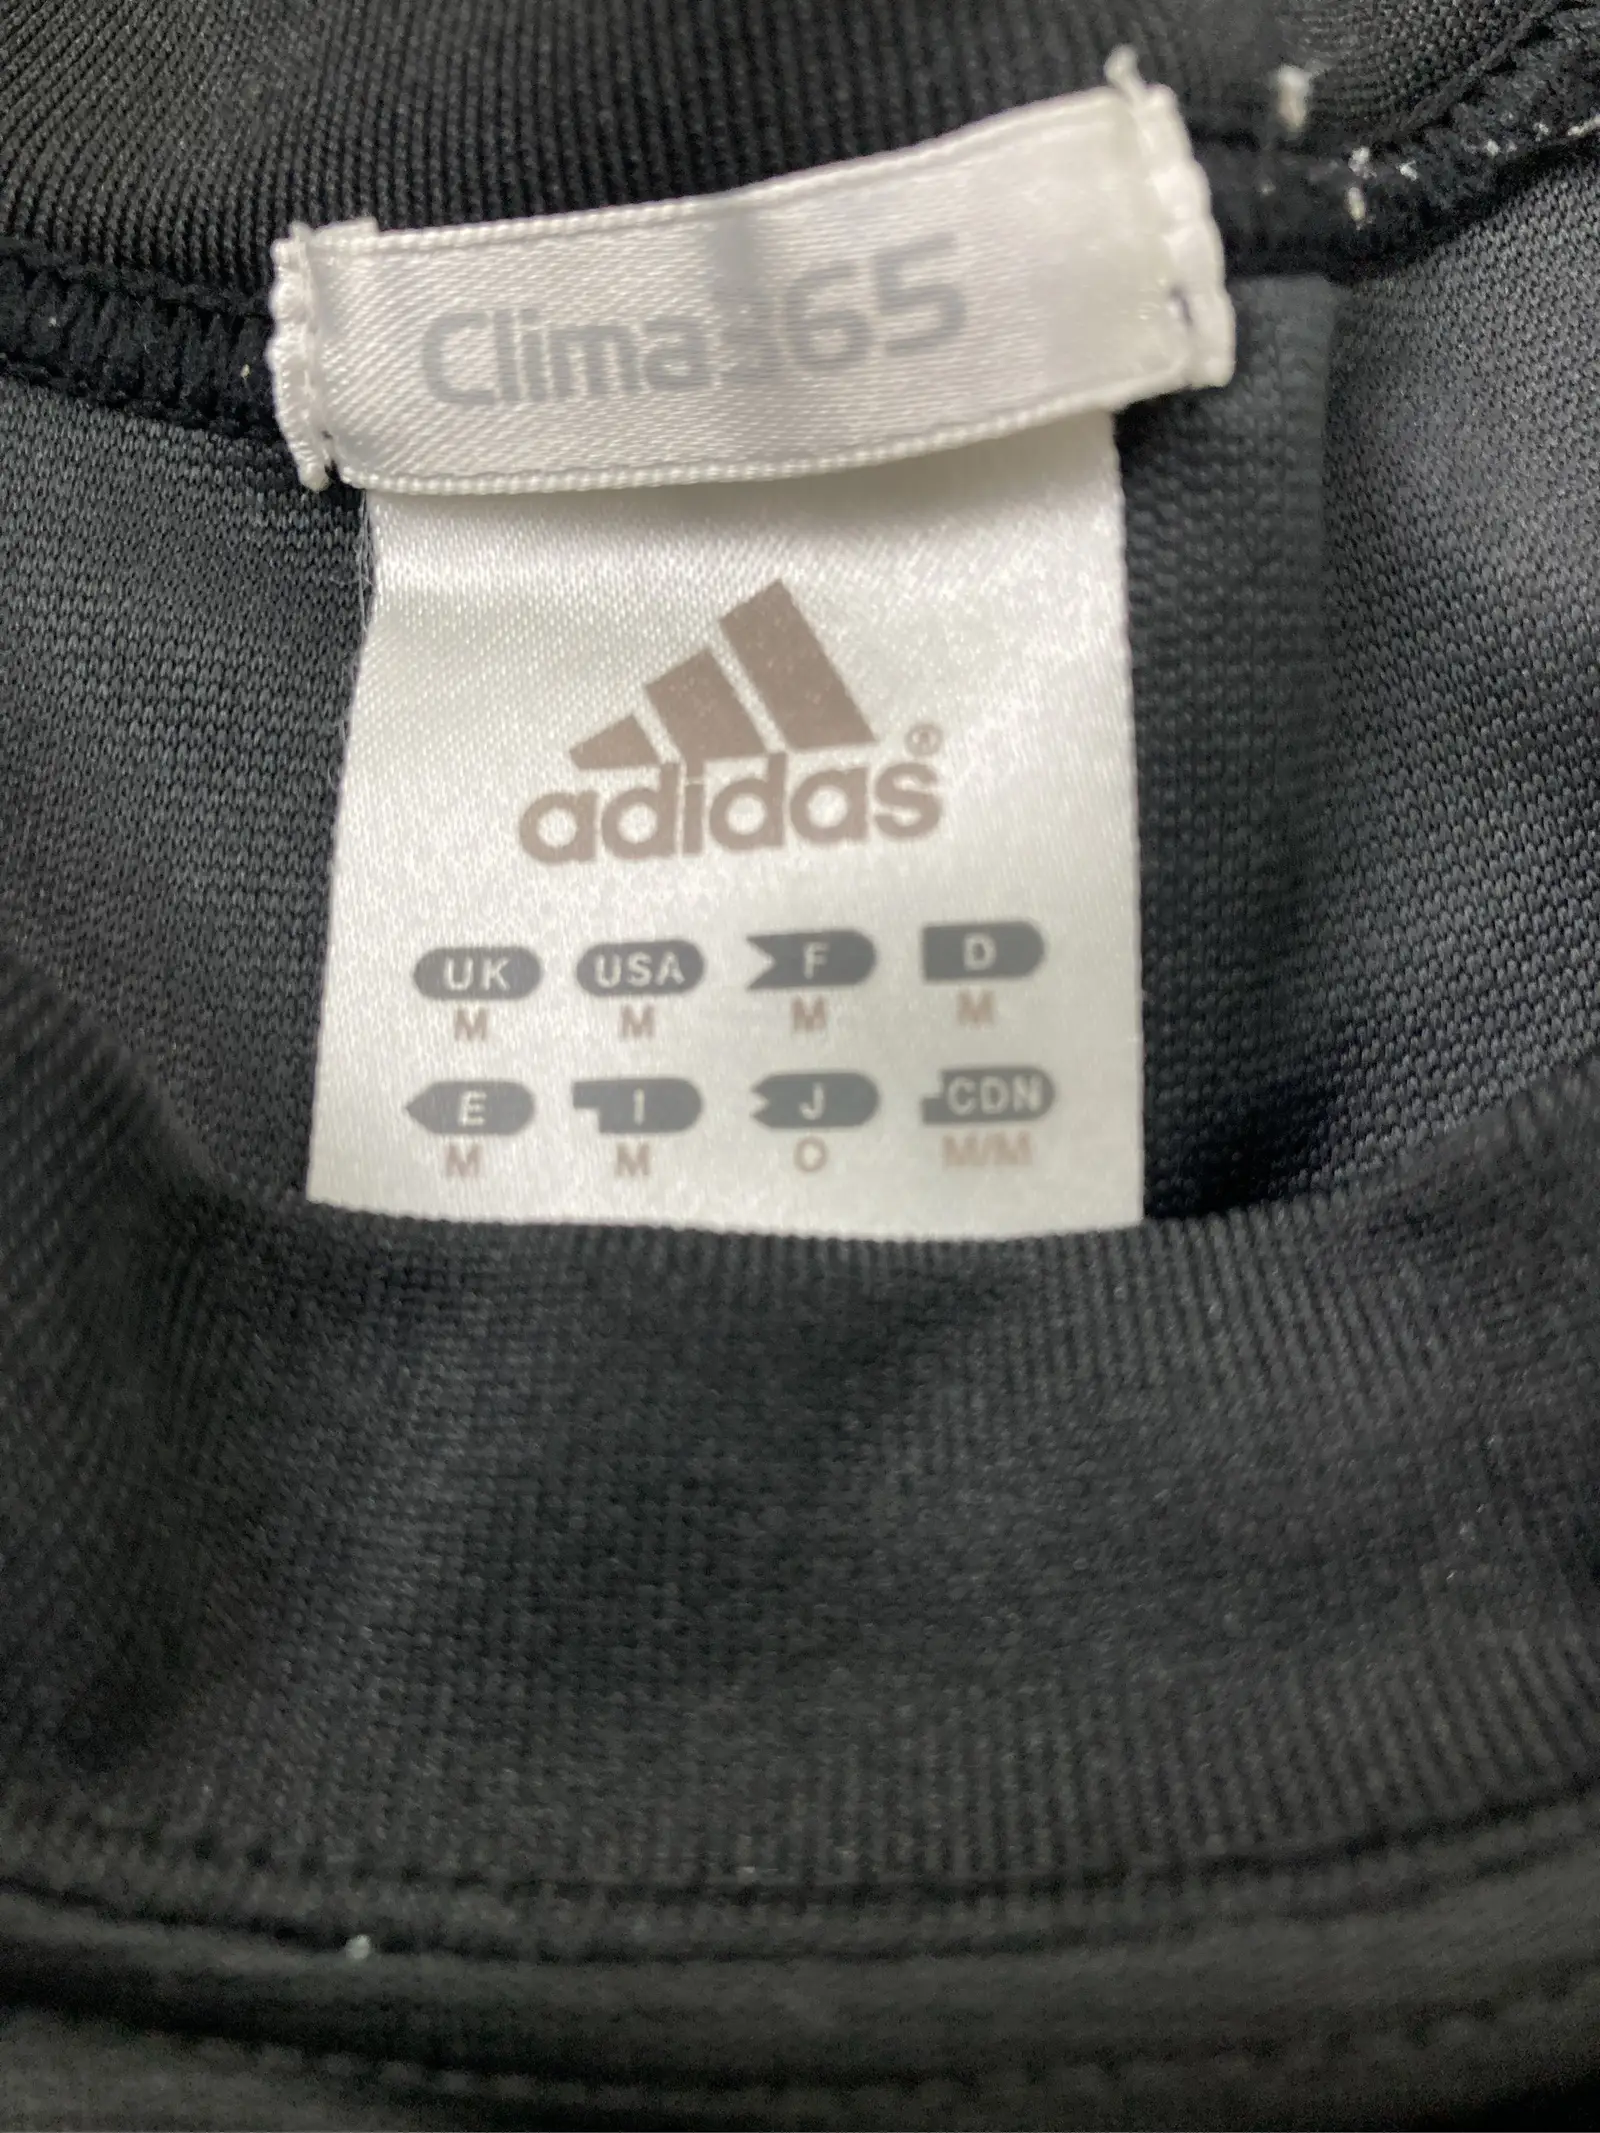 Clima365
adidas®
UK USA F D
M M M M
E I J CDN
M M O M/M